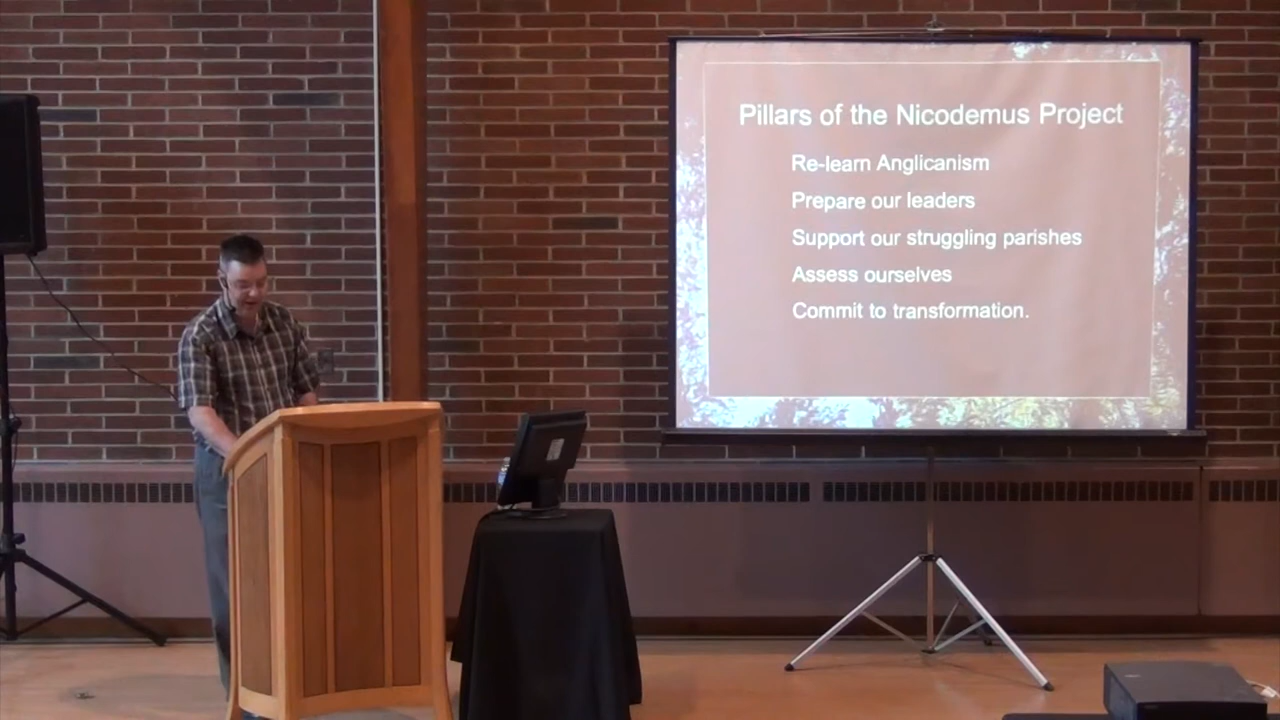 Pillars of the Nicodemus Project
Re-learn Anglicanism
Prepare our leaders
Support our struggling parishes
Assess ourselves
Commit to transformation.